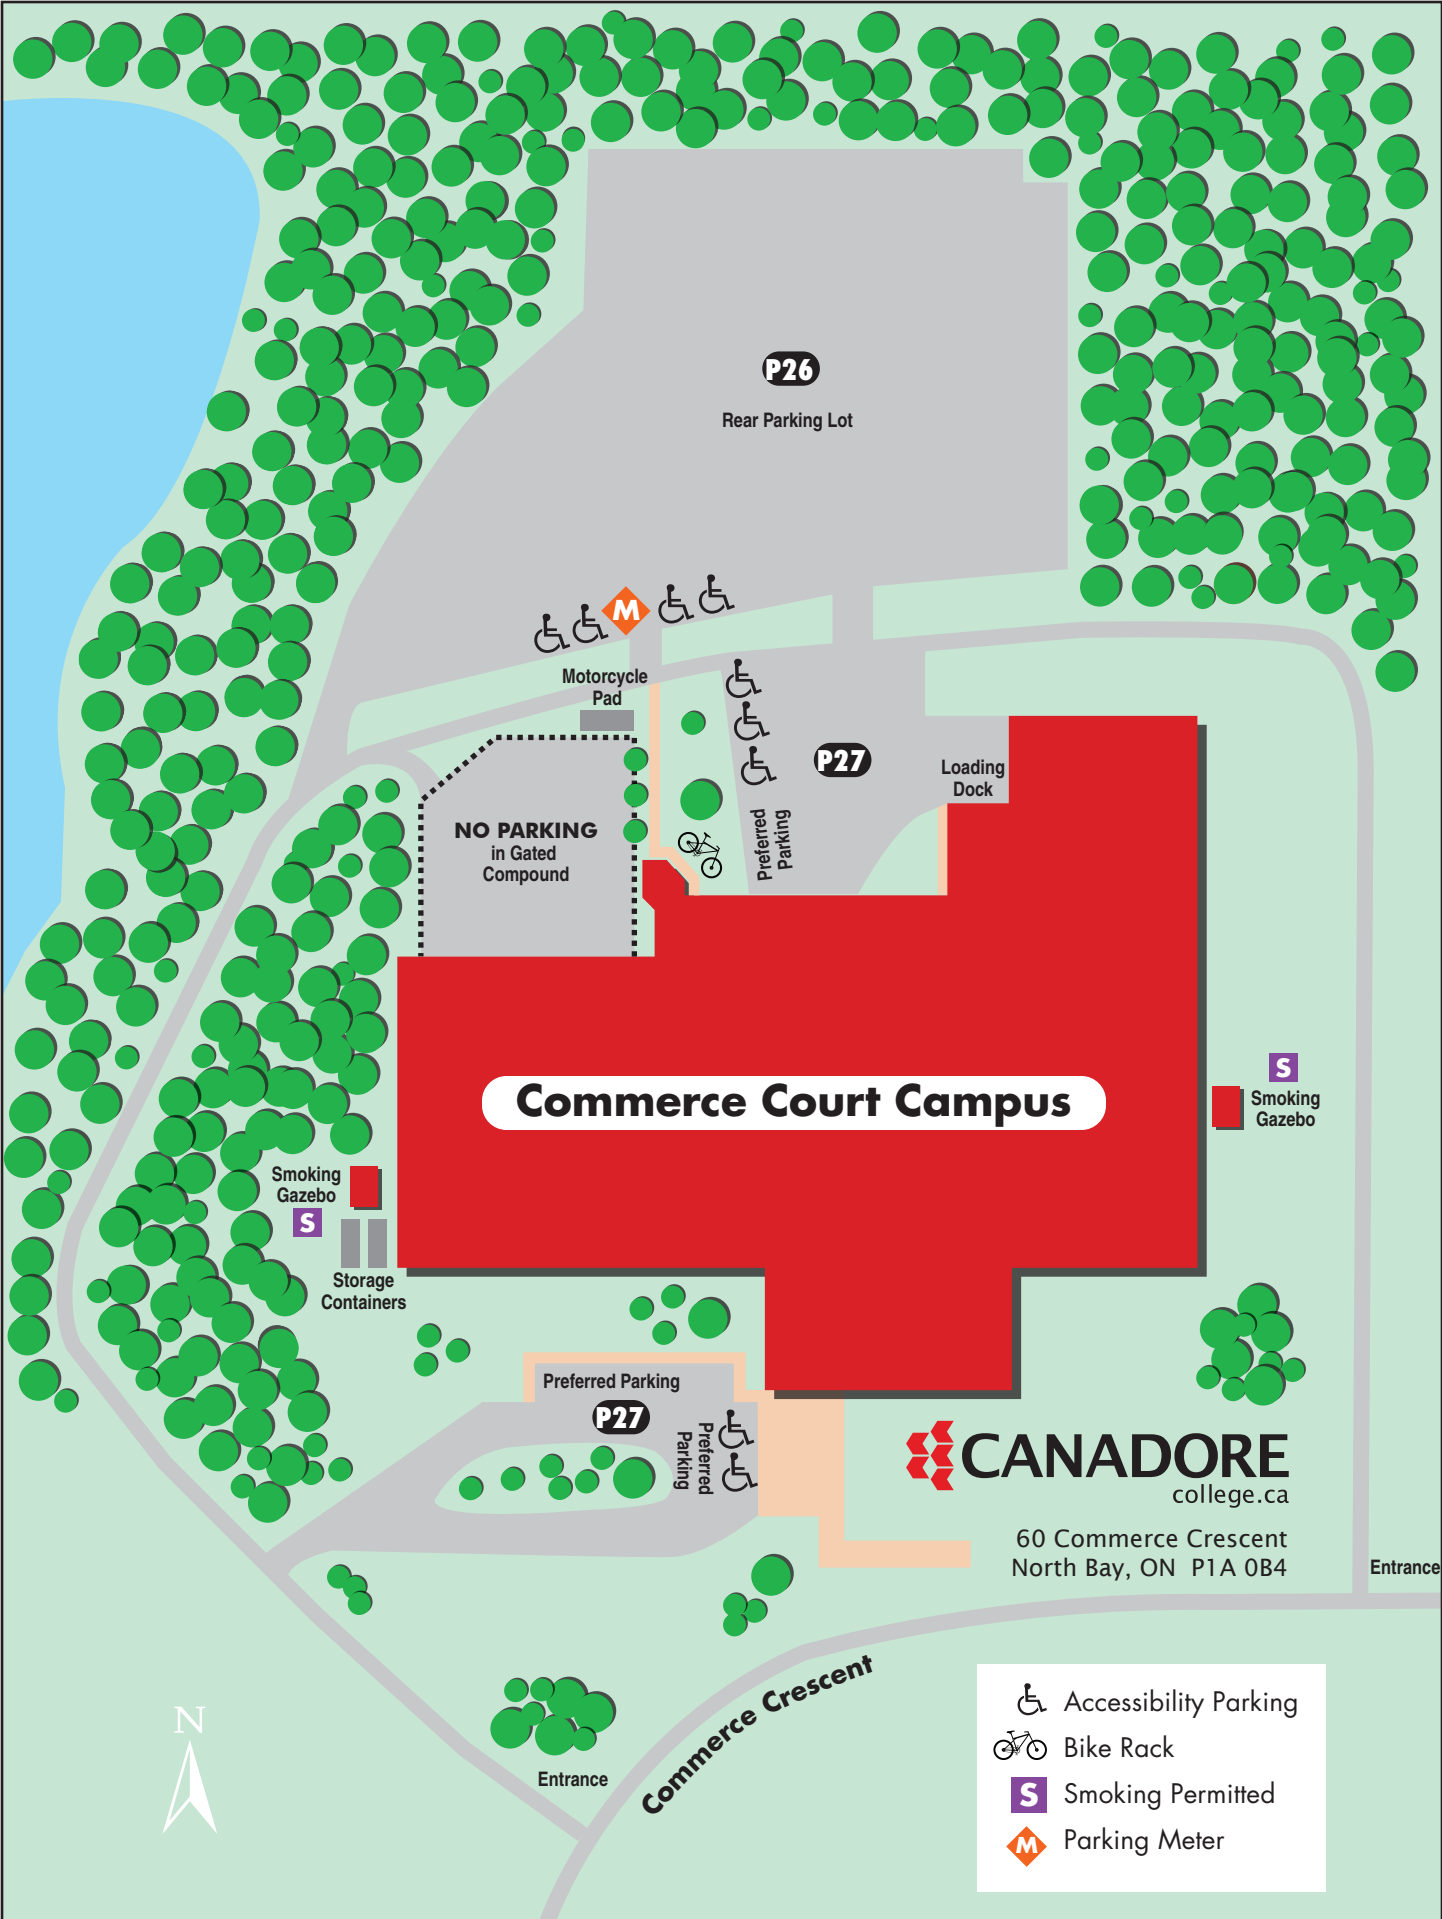 P26
Rear Parking Lot
M
Motorcycle
Pad
P27
Loading
Dock
Preferred
Parking
NO PARKING
in Gated
Compound
Commerce Court Campus
S
Smoking
Gazebo
Smoking
Gazebo
S
Storage
Containers
Preferred Parking
P27
Preferred
Parking
CANADORE
college.ca
60 Commerce Crescent
North Bay, ON P1A 0B4
Entrance
Commerce Crescent
Entrance
N
Accessibility Parking
Bike Rack
S Smoking Permitted
M Parking Meter